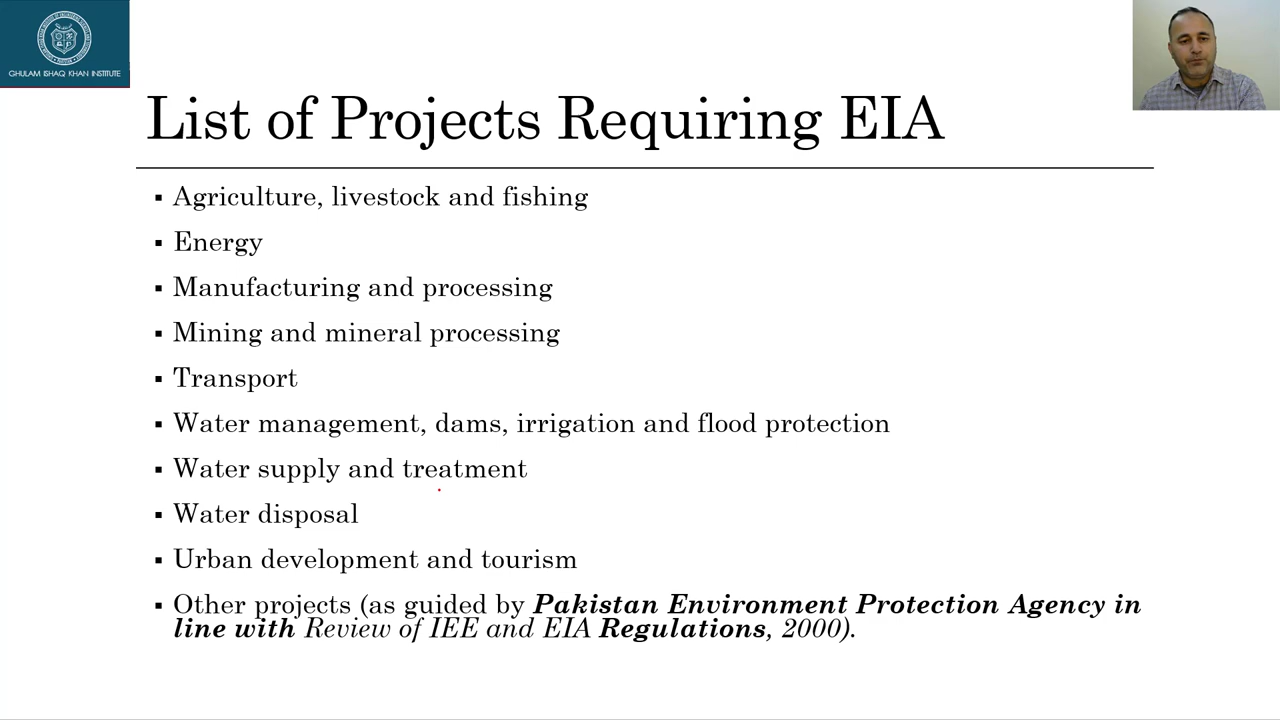 GHULAM ISHAQ KHAN INSTITUTE
List of Projects Requiring EIA
▪ Agriculture, livestock and fishing
▪ Energy
▪ Manufacturing and processing
▪ Mining and mineral processing
▪ Transport
▪ Water management, dams, irrigation and flood protection
▪ Water supply and treatment
▪ Water disposal
▪ Urban development and tourism
▪ Other projects (as guided by Pakistan Environment Protection Agency in
line with Review of IEE and EIA Regulations, 2000).